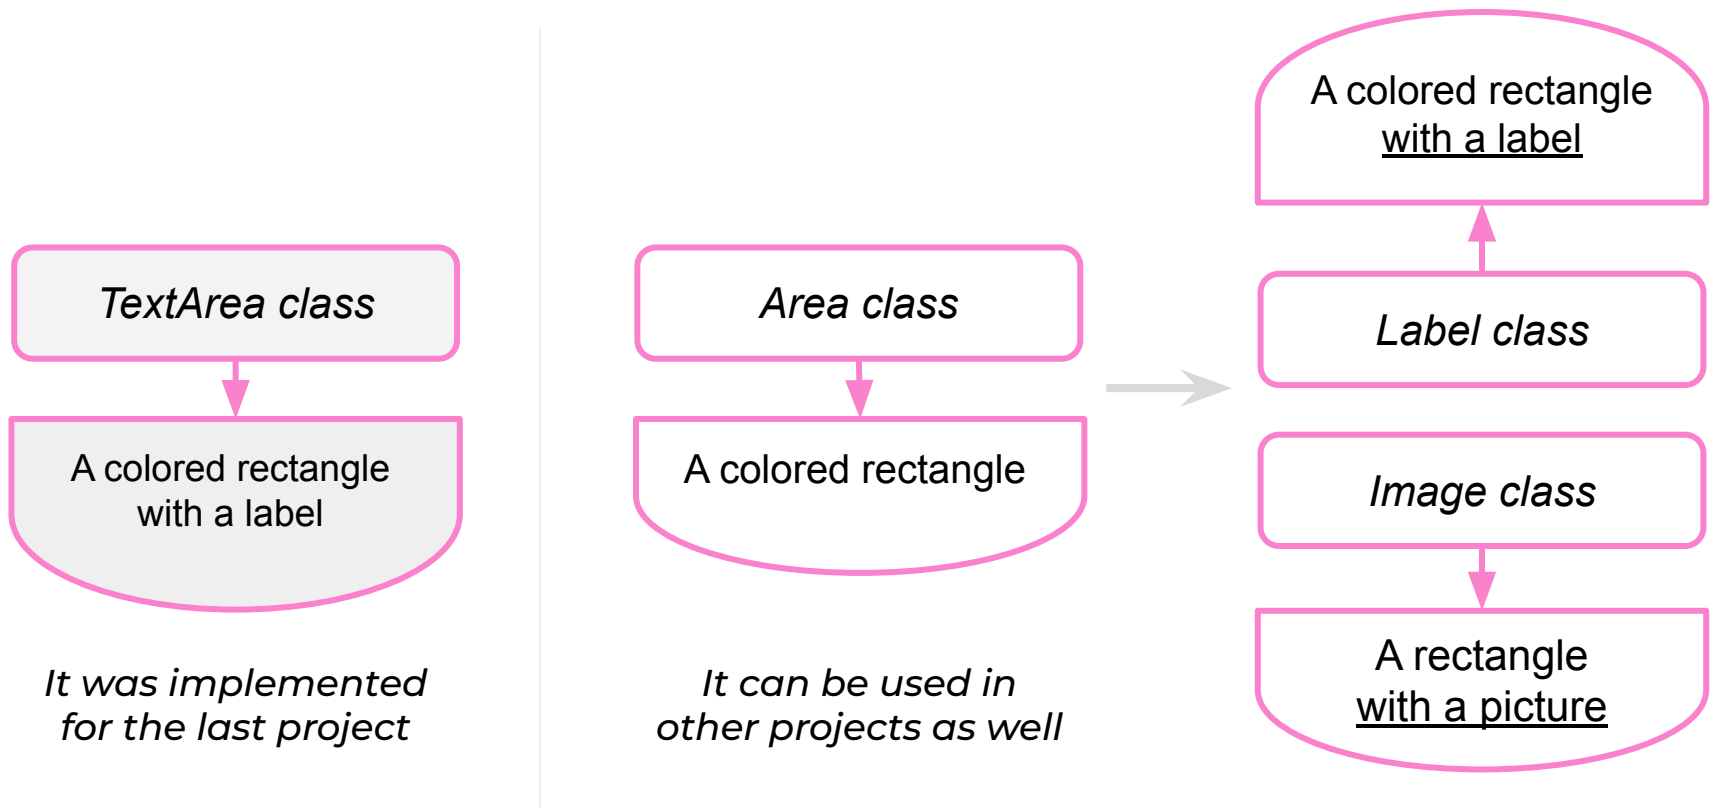 TextArea class
A colored rectangle
with a label
It was implemented
for the last project
Area class
A colored rectangle
It can be used in
other projects as well
A colored rectangle
with a label
Label class
Image class
A rectangle
with a picture